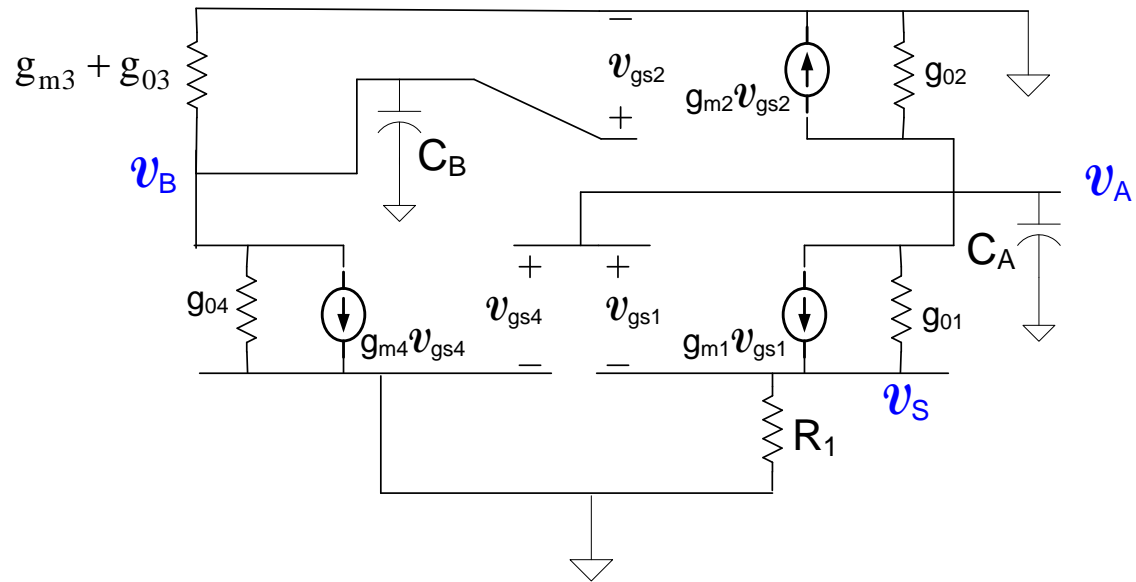 g_m3 + g_03
−
v_gs2
+
g_m2 v_gs2
g_02
v_B
C_B
v_A
C_A
g_04
g_m4 v_gs4
+
v_gs4
−
+
v_gs1
−
g_m1 v_gs1
g_01
v_S
R_1